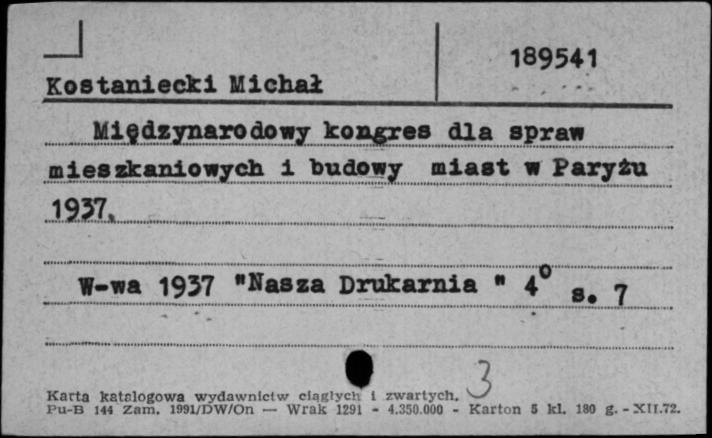 189541
Kostaniecki Michał
Międzynarodowy kongres dla spraw
mieszkaniowych i budowy miast w Paryżu
1937.
W-wa 1937 "Nasza Drukarnia " 4° s. 7
3
Karta katalogowa wydawnictw ciągłych i zwartych.
Pu-B 144 Zam. 1991/DW/On — Wrak 1291 - 4.350.000 - Karton 5 kl. 180 g. - XII.72.